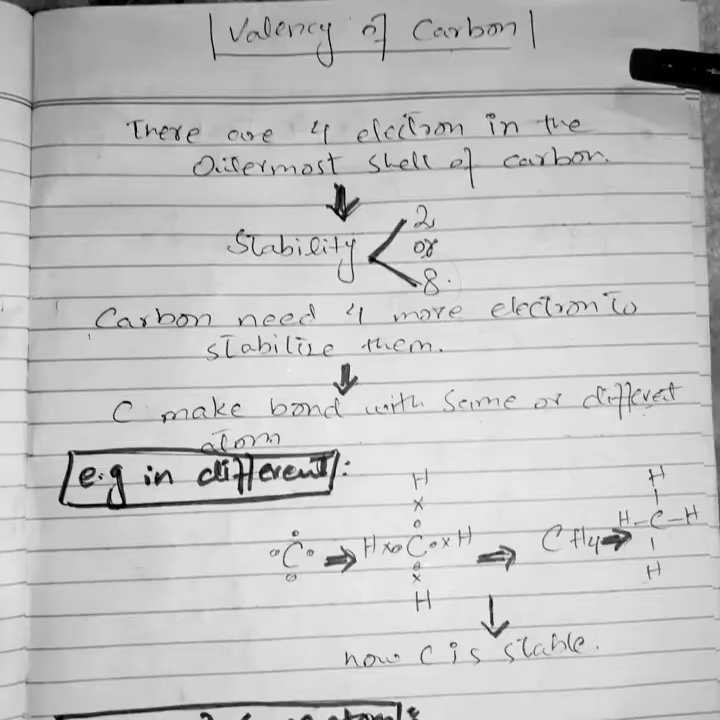 Valency of Carbon
There are 4 electron in the
Outermost shell of carbon.
Stability
2
or
8.
Carbon need 4 more electron to
stabilize them.
C make bond with same or different
atom
e.g in different:
H
x
o
C
H xo C ox H
CH4
H
H-C-H
H
o
x
H
now C is stable.